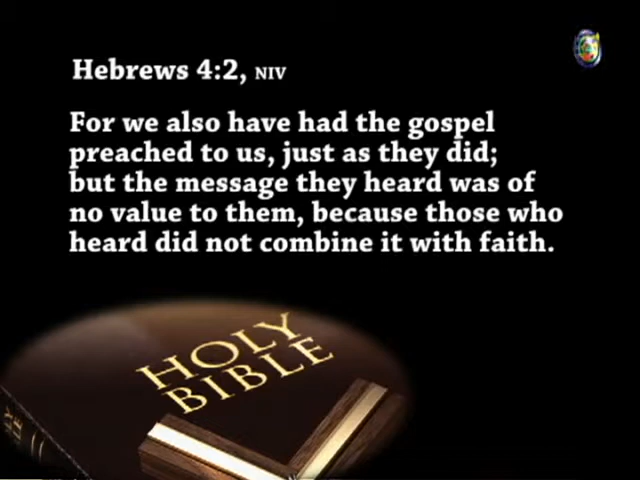 Hebrews 4:2, NIV
For we also have had the gospel
preached to us, just as they did;
but the message they heard was of
no value to them, because those who
heard did not combine it with faith.
HOLY
BIBLE